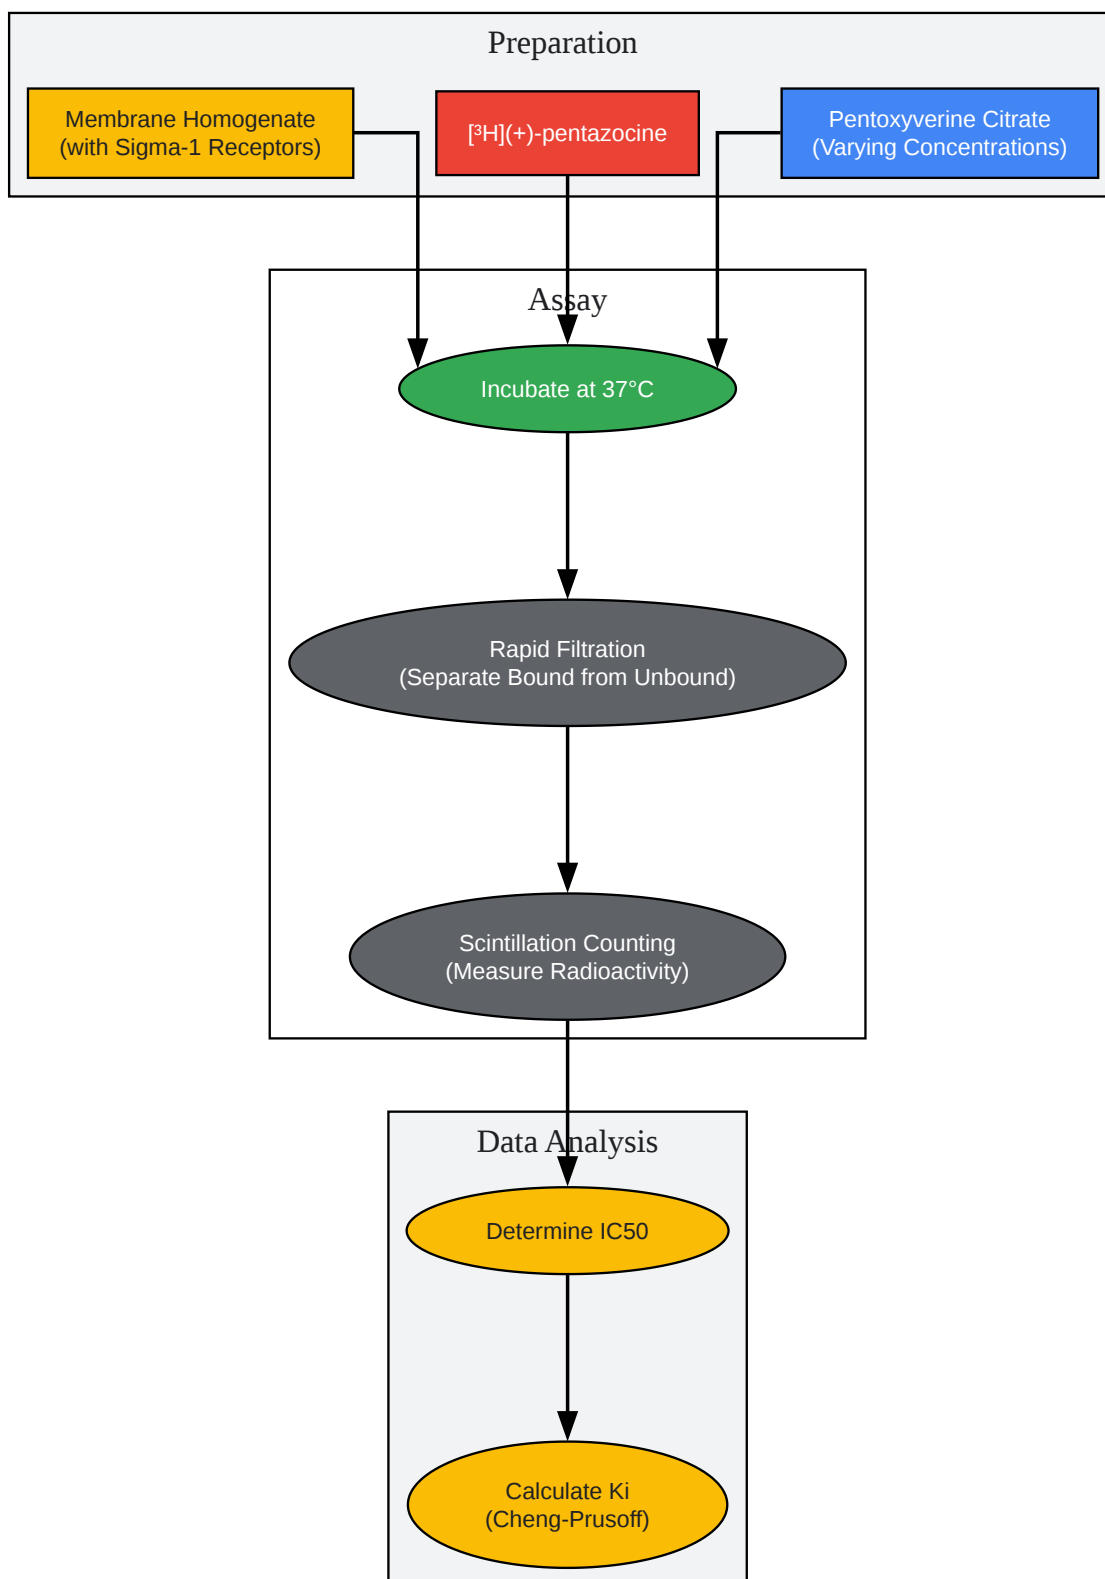 Preparation
Membrane Homogenate
(with Sigma-1 Receptors)
[³H](+)-pentazocine
Pentoxyverine Citrate
(Varying Concentrations)
Assay
Incubate at 37°C
Rapid Filtration
(Separate Bound from Unbound)
Scintillation Counting
(Measure Radioactivity)
Data Analysis
Determine IC50
Calculate Ki
(Cheng-Prusoff)